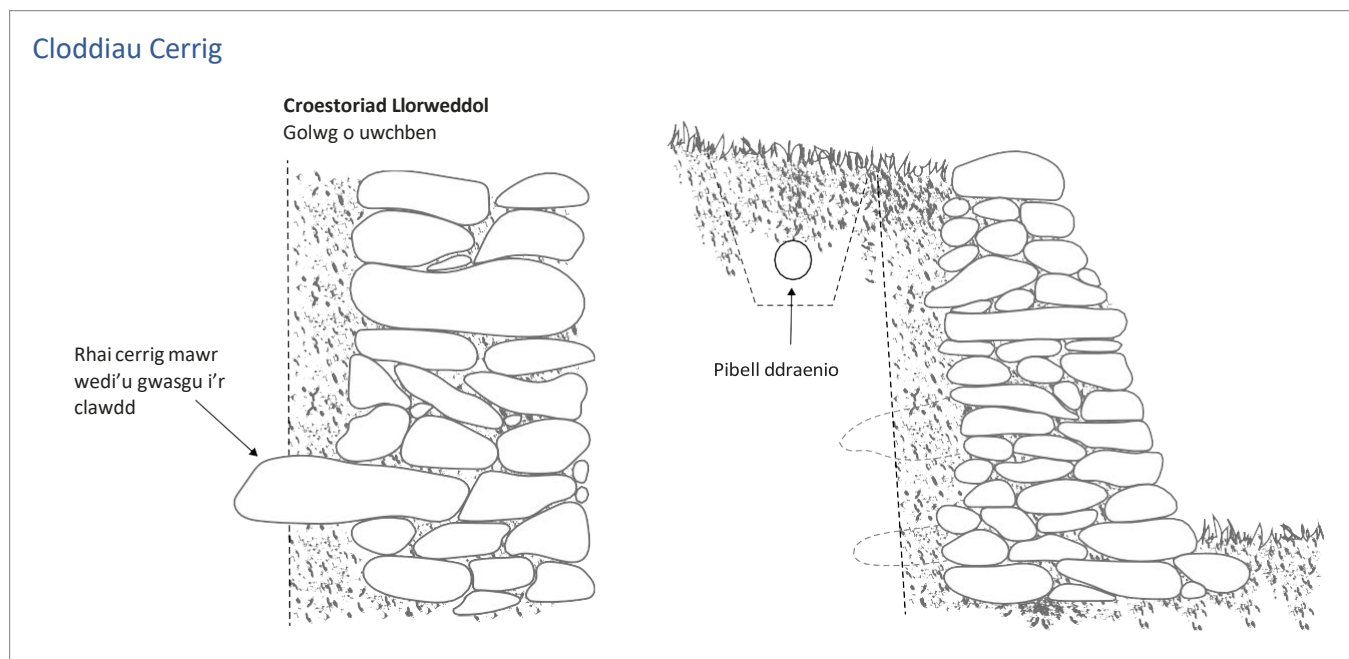 Cloddiau Cerrig
Croestoriad Llorweddol
Golwg o uwchben
Rhai cerrig mawr
wedi'u gwasgu i'r
clawdd
Pibell ddraenio